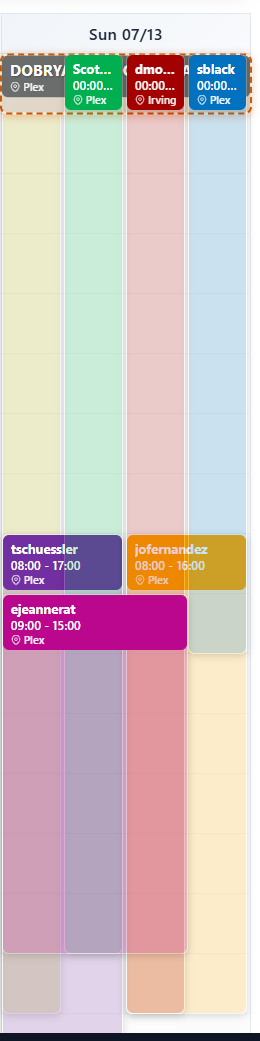 Sun 07/13
DOBRYA
Plex
Scot...
00:00...
Plex
dmo...
00:00...
Irving
sblack
00:00...
Plex
tschuessler
08:00 - 17:00
Plex
jofernandez
08:00 - 16:00
Plex
ejeannerat
09:00 - 15:00
Plex